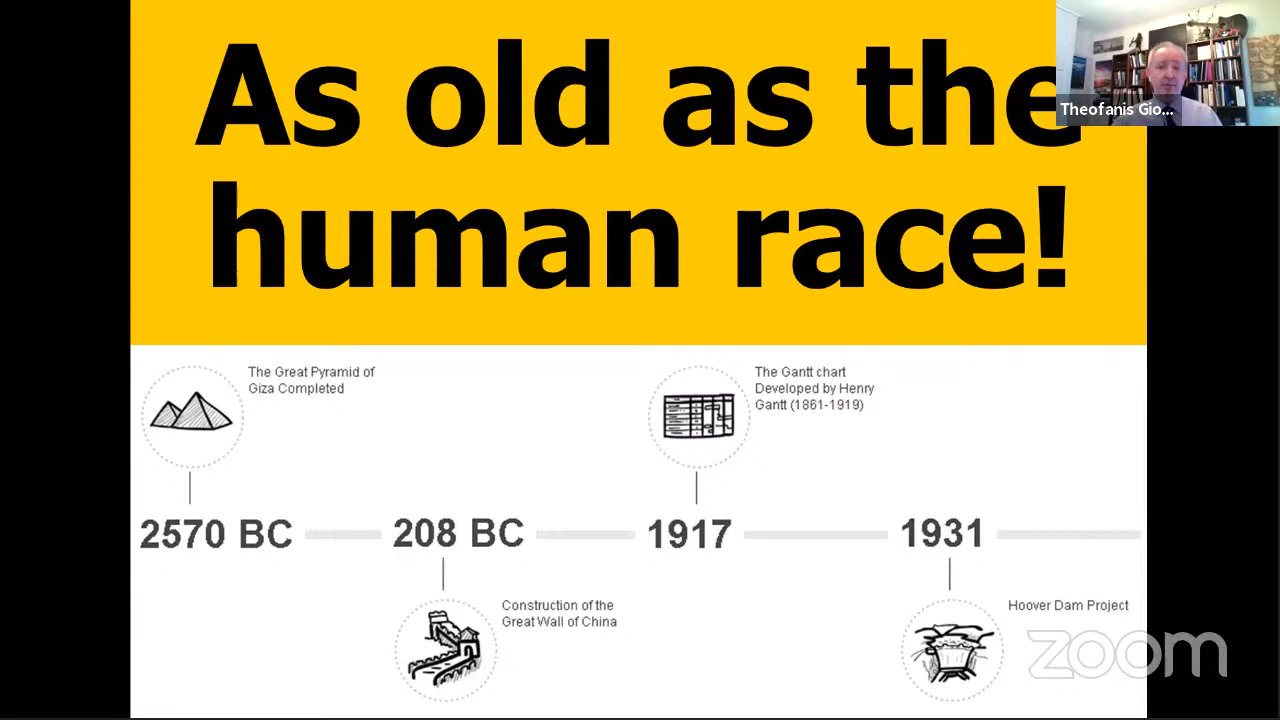 As old as the
human race!
Theofanis Gio...
The Great Pyramid of
Giza Completed
The Gantt chart
Developed by Henry
Gantt (1861-1919)
2570 BC
208 BC
1917
1931
Construction of the
Great Wall of China
Hoover Dam Project
zoom